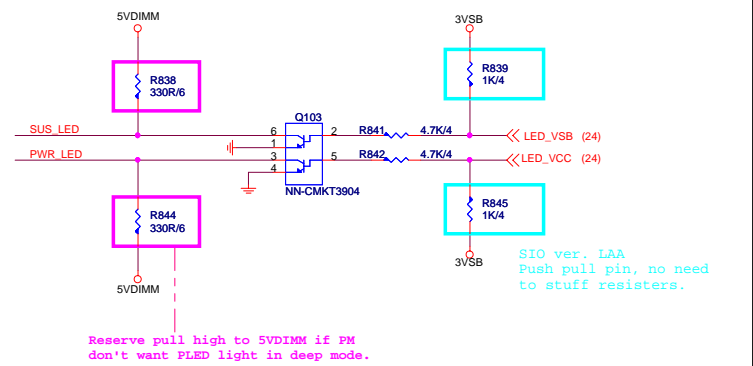 5VDIMM
3VSB
R838
330R/6
R839
1K/4
Q103
SUS_LED
6
2
R841
4.7K/4
LED_VSB (24)
1
PWR_LED
3
5
R842
4.7K/4
LED_VCC (24)
4
NN-CMKT3904
R844
330R/6
R845
1K/4
5VDIMM
3VSB
SIO ver. LAA
Push pull pin, no need
to stuff resisters.
Reserve pull high to 5VDIMM if PM
don't want PLED light in deep mode.